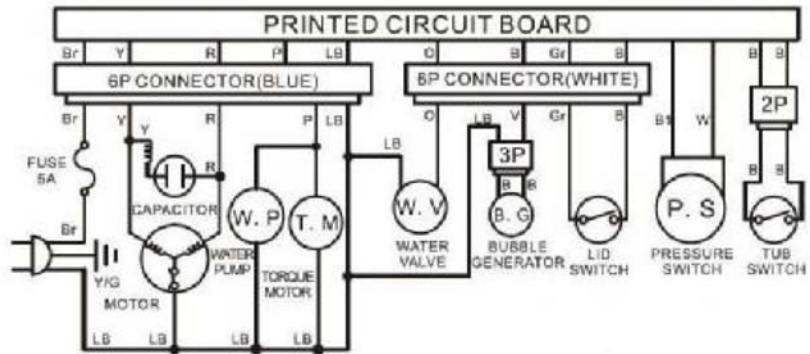 PRINTED CIRCUIT BOARD
Br Y R P LB O B Gr B B B
6P CONNECTOR(BLUE) 6P CONNECTOR(WHITE)
2P
Br Y Y R P LB O LB V Gr B B1 W
FUSE
5A
R
LB
3P
B B
B B
CAPACITOR
W.P
T.M
W.V
B.G
P.S
Br
Y/G
MOTOR
WATER
PUMP
TORQUE
MOTOR
WATER
VALVE
BUBBLE
GENERATOR
LID
SWITCH
PRESSURE
SWITCH
TUB
SWITCH
LB LB LB LB